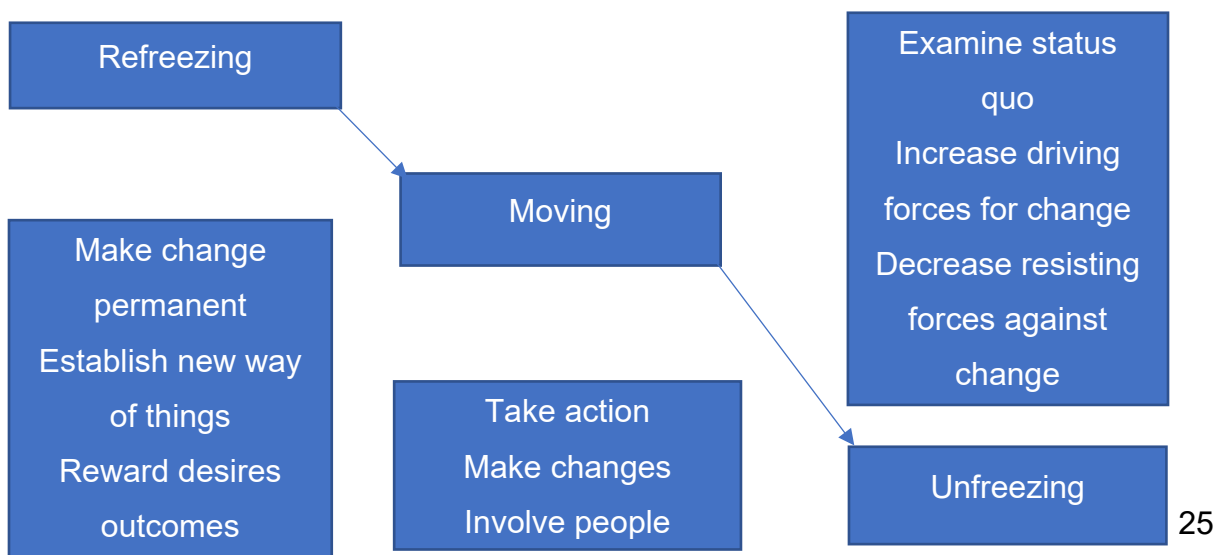 Refreezing
Make change
permanent
Establish new way
of things
Reward desires
outcomes
Moving
Take action
Make changes
Involve people
Examine status
quo
Increase driving
forces for change
Decrease resisting
forces against
change
Unfreezing
25